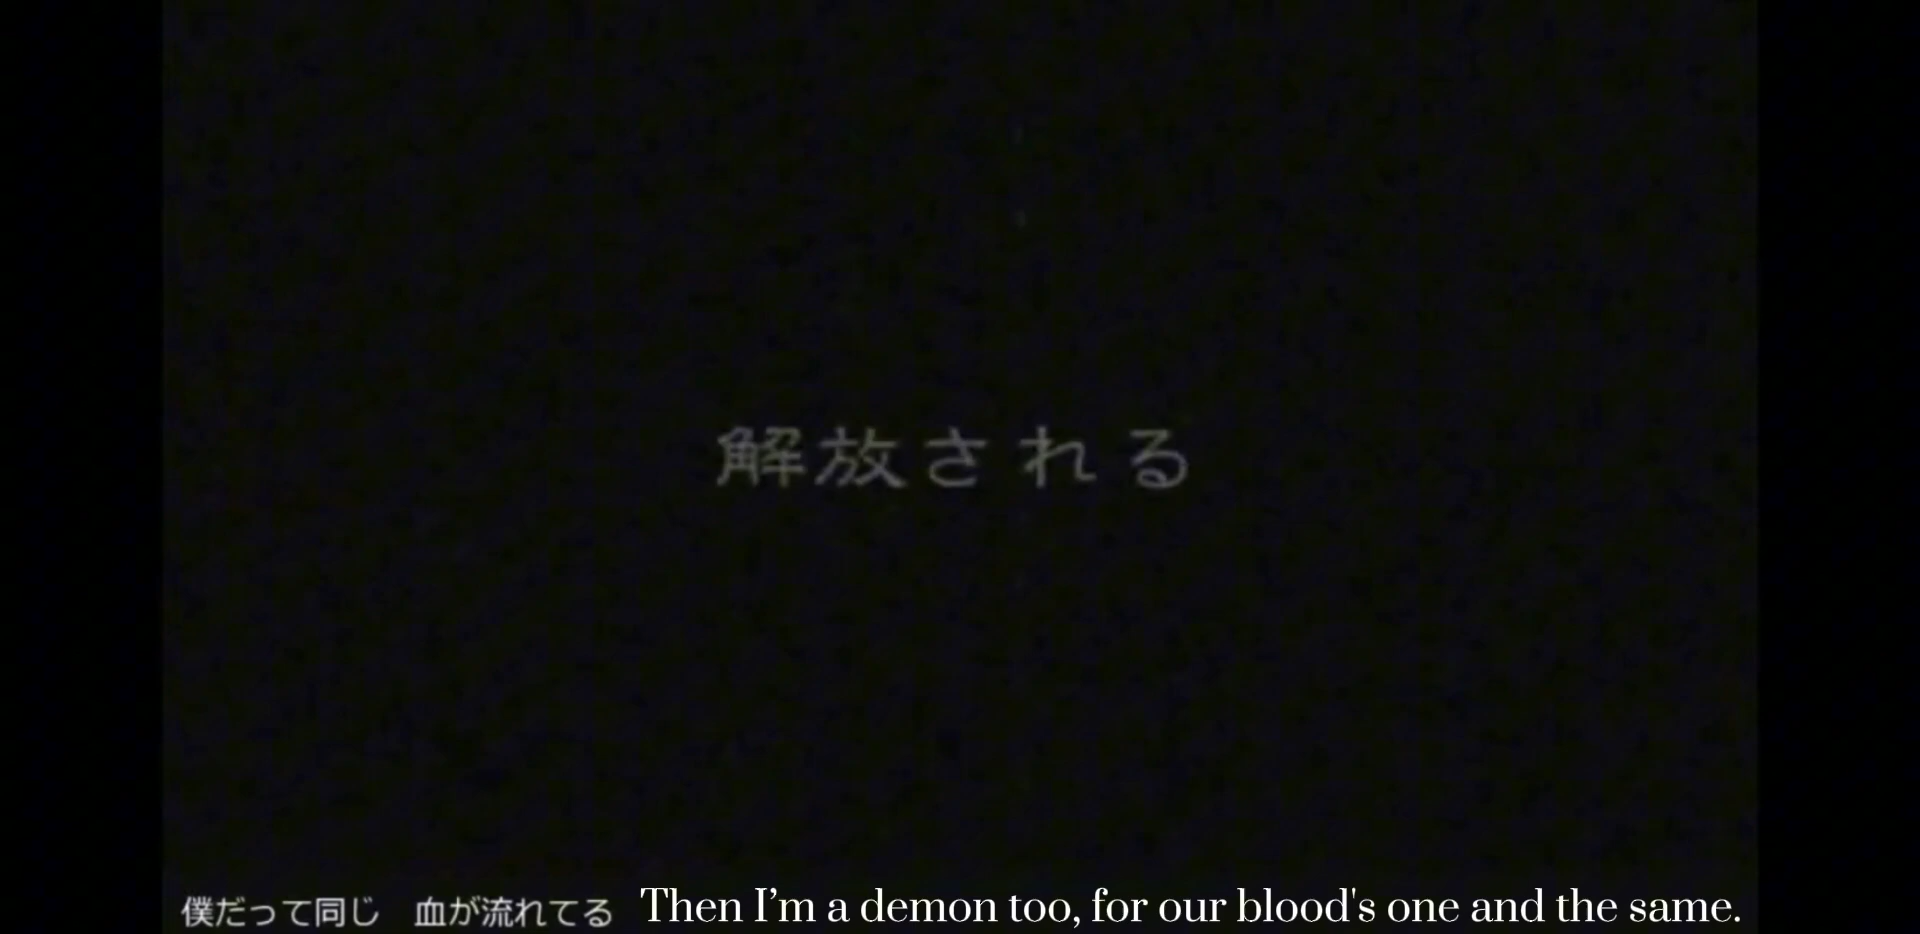 解放される
僕だって同じ　血が流れてる Then I’m a demon too, for our blood's one and the same.